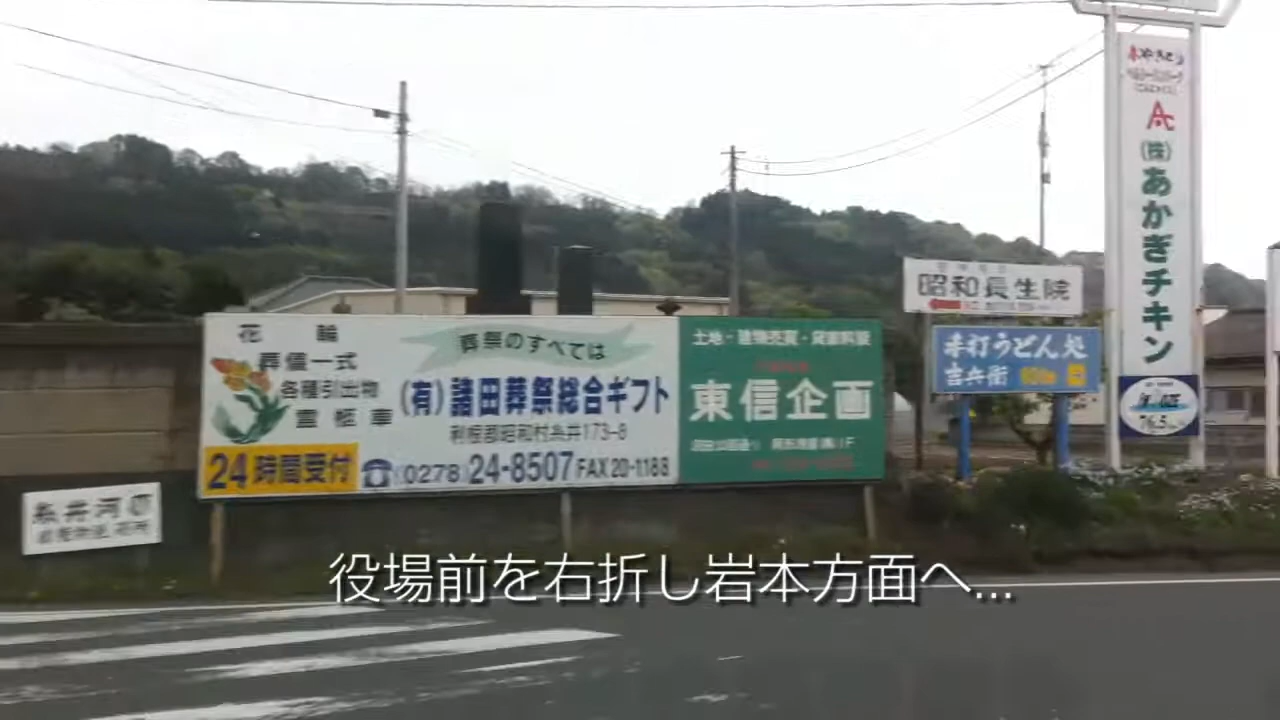 花輪
葬儀一式
各種引出物
霊柩車
葬祭のすべては
(有)諸田葬祭総合ギフト
利根郡昭和村糸井173-8
24時間受付
(0278)24-8507 FAX20-1188
土地・建物売買・貸家斡旋
東信企画
昭和長生院
手打うどん処
吉兵衛
(株)あかぎチキン
糸井河岸
役場前を右折し岩本方面へ...